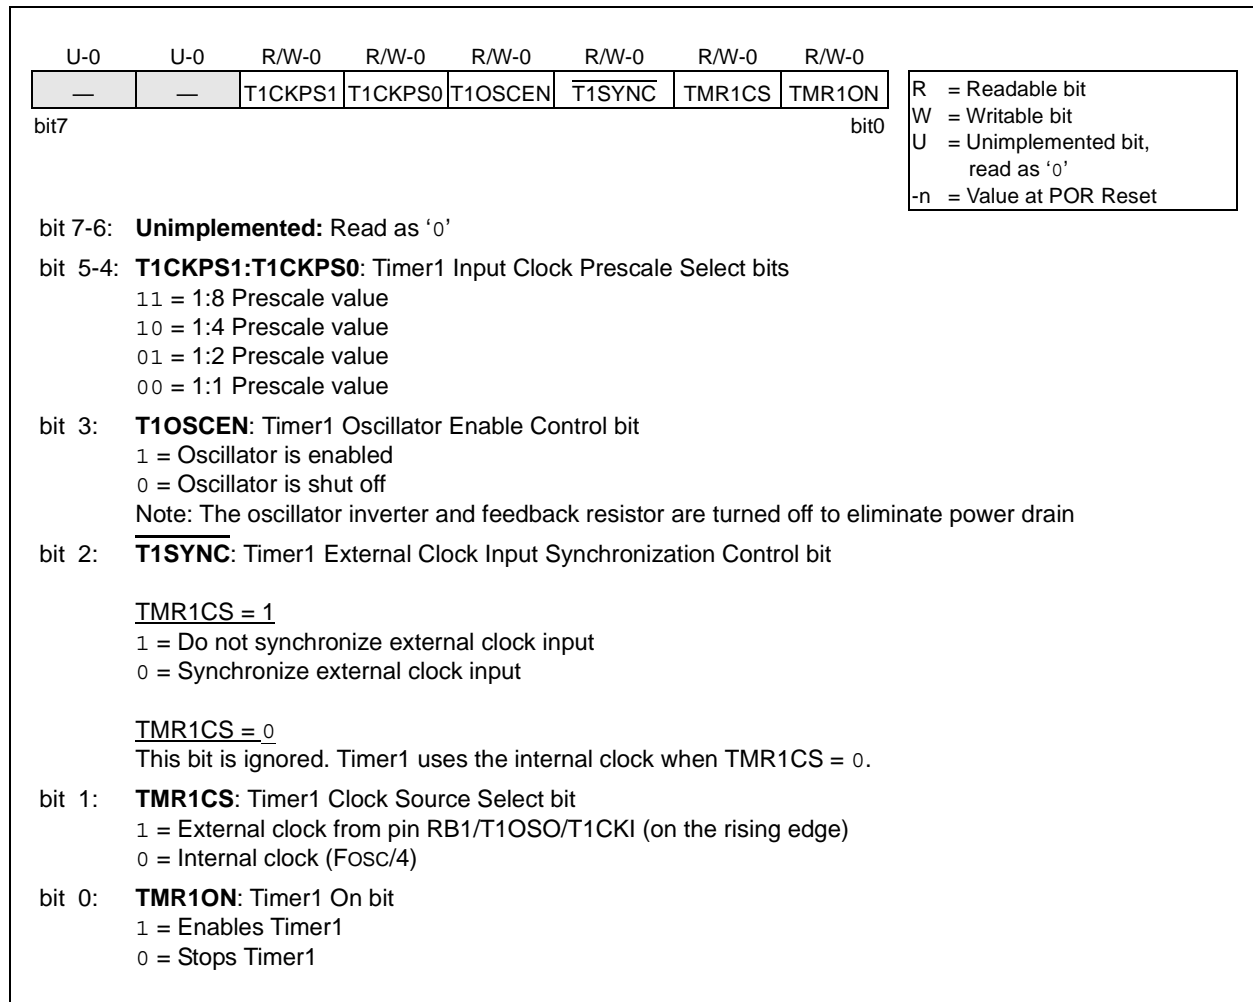 U-0 U-0 R/W-0 R/W-0 R/W-0 R/W-0 R/W-0 R/W-0
— — T1CKPS1 T1CKPS0 T1OSCEN T1SYNC TMR1CS TMR1ON
bit7 bit0
R = Readable bit
W = Writable bit
U = Unimplemented bit,
read as ‘0’
-n = Value at POR Reset
bit 7-6: Unimplemented: Read as ‘0’
bit 5-4: T1CKPS1:T1CKPS0: Timer1 Input Clock Prescale Select bits
11 = 1:8 Prescale value
10 = 1:4 Prescale value
01 = 1:2 Prescale value
00 = 1:1 Prescale value
bit 3: T1OSCEN: Timer1 Oscillator Enable Control bit
1 = Oscillator is enabled
0 = Oscillator is shut off
Note: The oscillator inverter and feedback resistor are turned off to eliminate power drain
bit 2: T1SYNC: Timer1 External Clock Input Synchronization Control bit
TMR1CS = 1
1 = Do not synchronize external clock input
0 = Synchronize external clock input
TMR1CS = 0
This bit is ignored. Timer1 uses the internal clock when TMR1CS = 0.
bit 1: TMR1CS: Timer1 Clock Source Select bit
1 = External clock from pin RB1/T1OSO/T1CKI (on the rising edge)
0 = Internal clock (FOSC/4)
bit 0: TMR1ON: Timer1 On bit
1 = Enables Timer1
0 = Stops Timer1